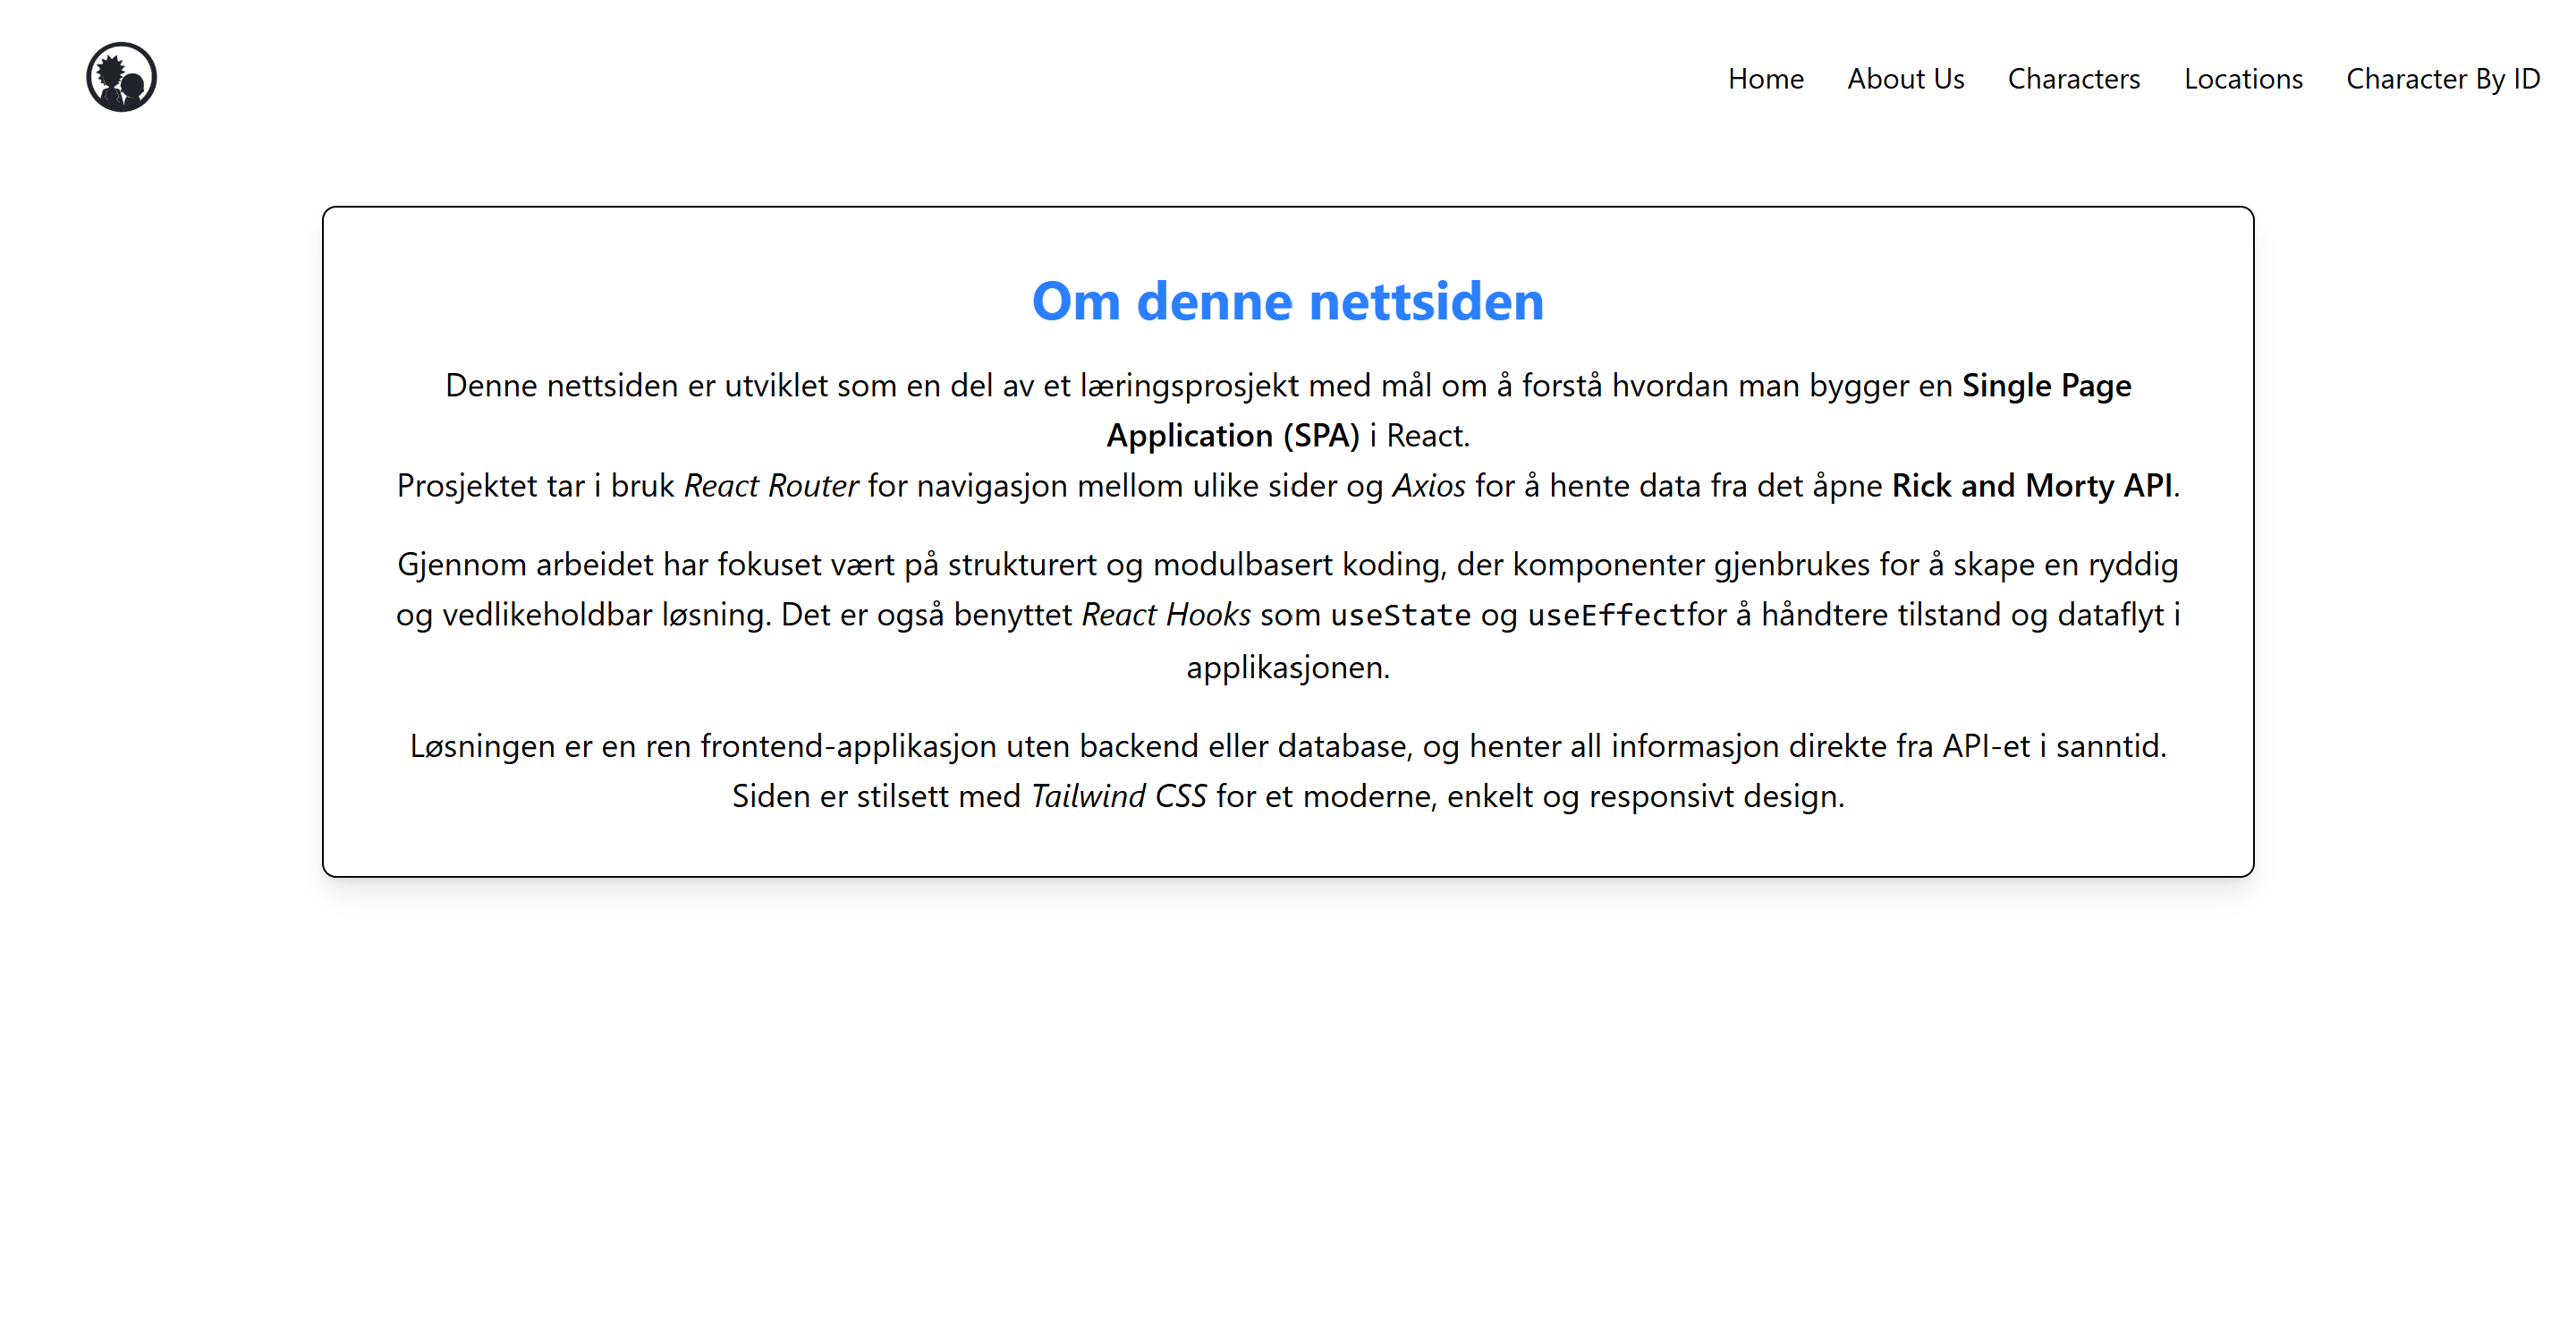 Home About Us Characters Locations Character By ID
Om denne nettsiden
Denne nettsiden er utviklet som en del av et læringsprosjekt med mål om å forstå hvordan man bygger en Single Page
Application (SPA) i React.
Prosjektet tar i bruk React Router for navigasjon mellom ulike sider og Axios for å hente data fra det åpne Rick and Morty API.
Gjennom arbeidet har fokuset vært på strukturert og modulbasert koding, der komponenter gjenbrukes for å skape en ryddig
og vedlikeholdbar løsning. Det er også benyttet React Hooks som useState og useEffectfor å håndtere tilstand og dataflyt i
applikasjonen.
Løsningen er en ren frontend-applikasjon uten backend eller database, og henter all informasjon direkte fra API-et i sanntid.
Siden er stilsett med Tailwind CSS for et moderne, enkelt og responsivt design.